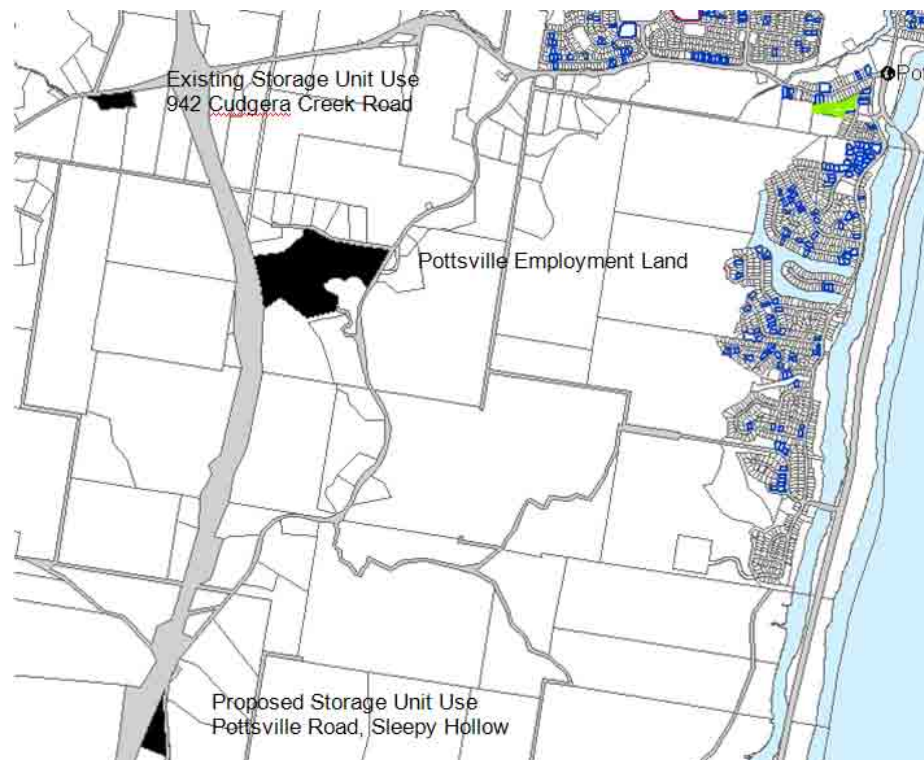 Existing Storage Unit Use
942 Cudgera Creek Road
Pottsville Employment Land
Proposed Storage Unit Use
Pottsville Road, Sleepy Hollow